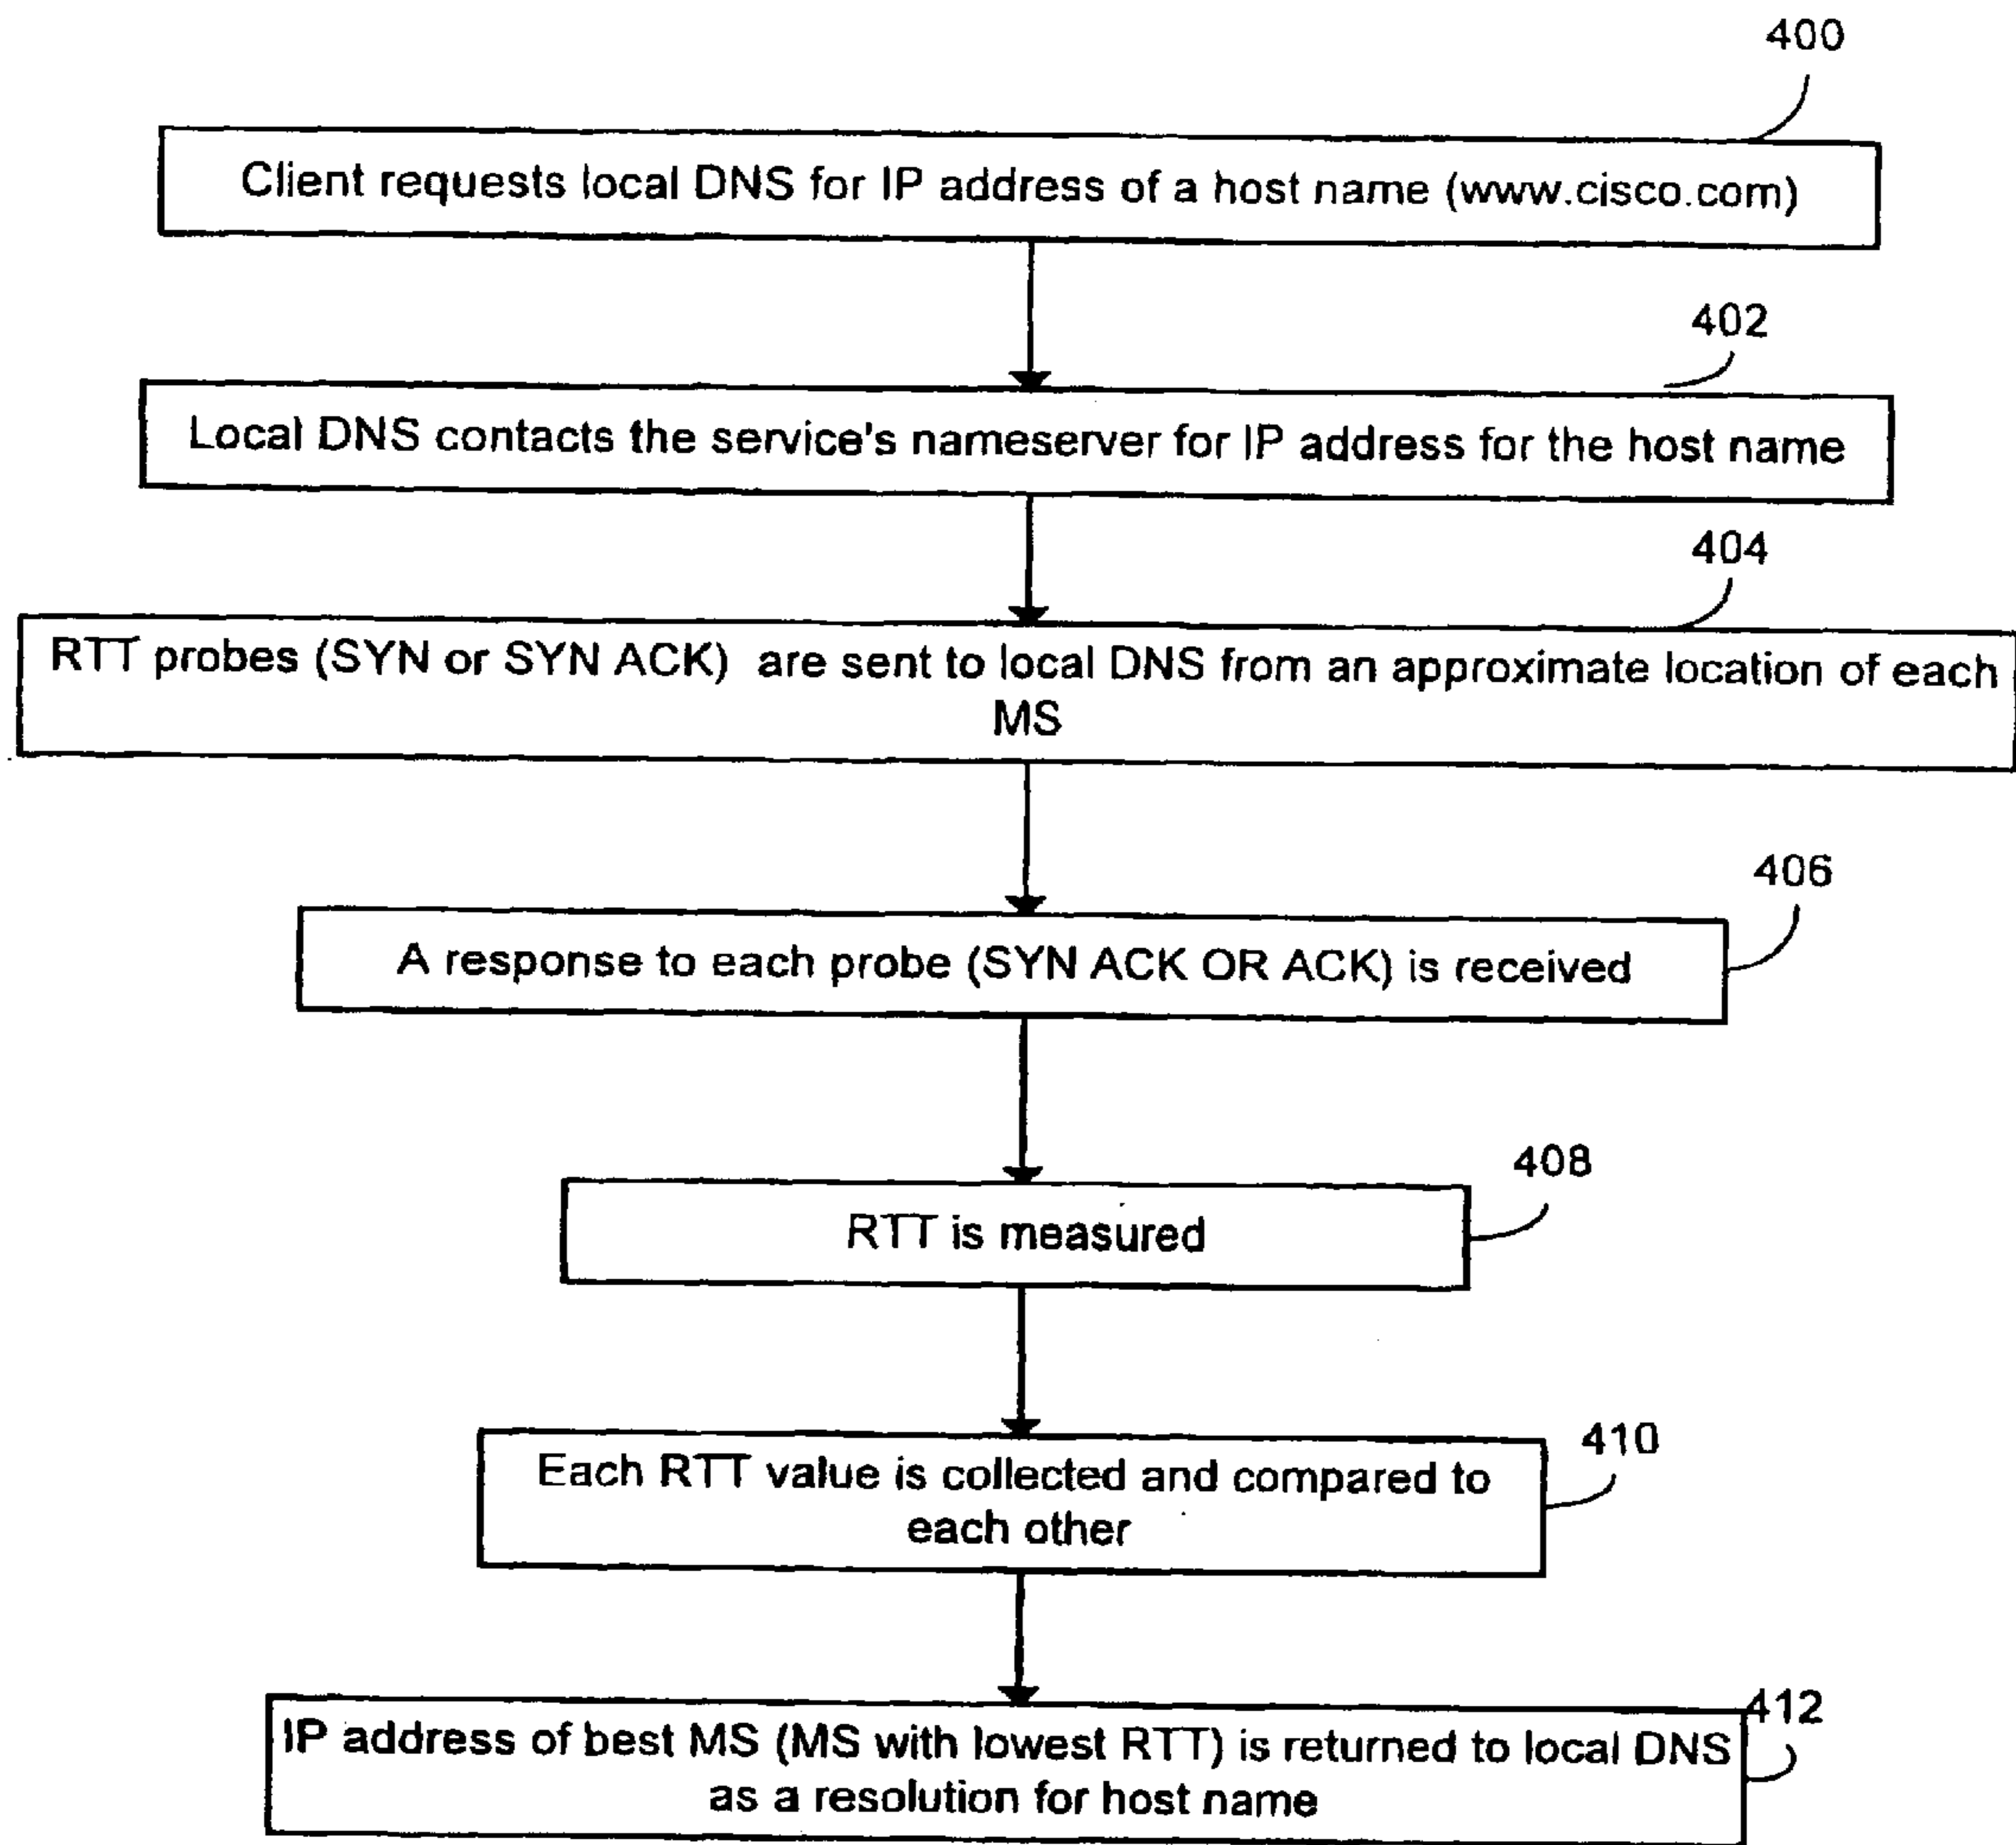 400
Client requests local DNS for IP address of a host name (www.cisco.com)
402
Local DNS contacts the service's nameserver for IP address for the host name
404
RTT probes (SYN or SYN ACK) are sent to local DNS from an approximate location of each
MS
406
A response to each probe (SYN ACK OR ACK) is received
408
RTT is measured
410
Each RTT value is collected and compared to
each other
412
IP address of best MS (MS with lowest RTT) is returned to local DNS
as a resolution for host name